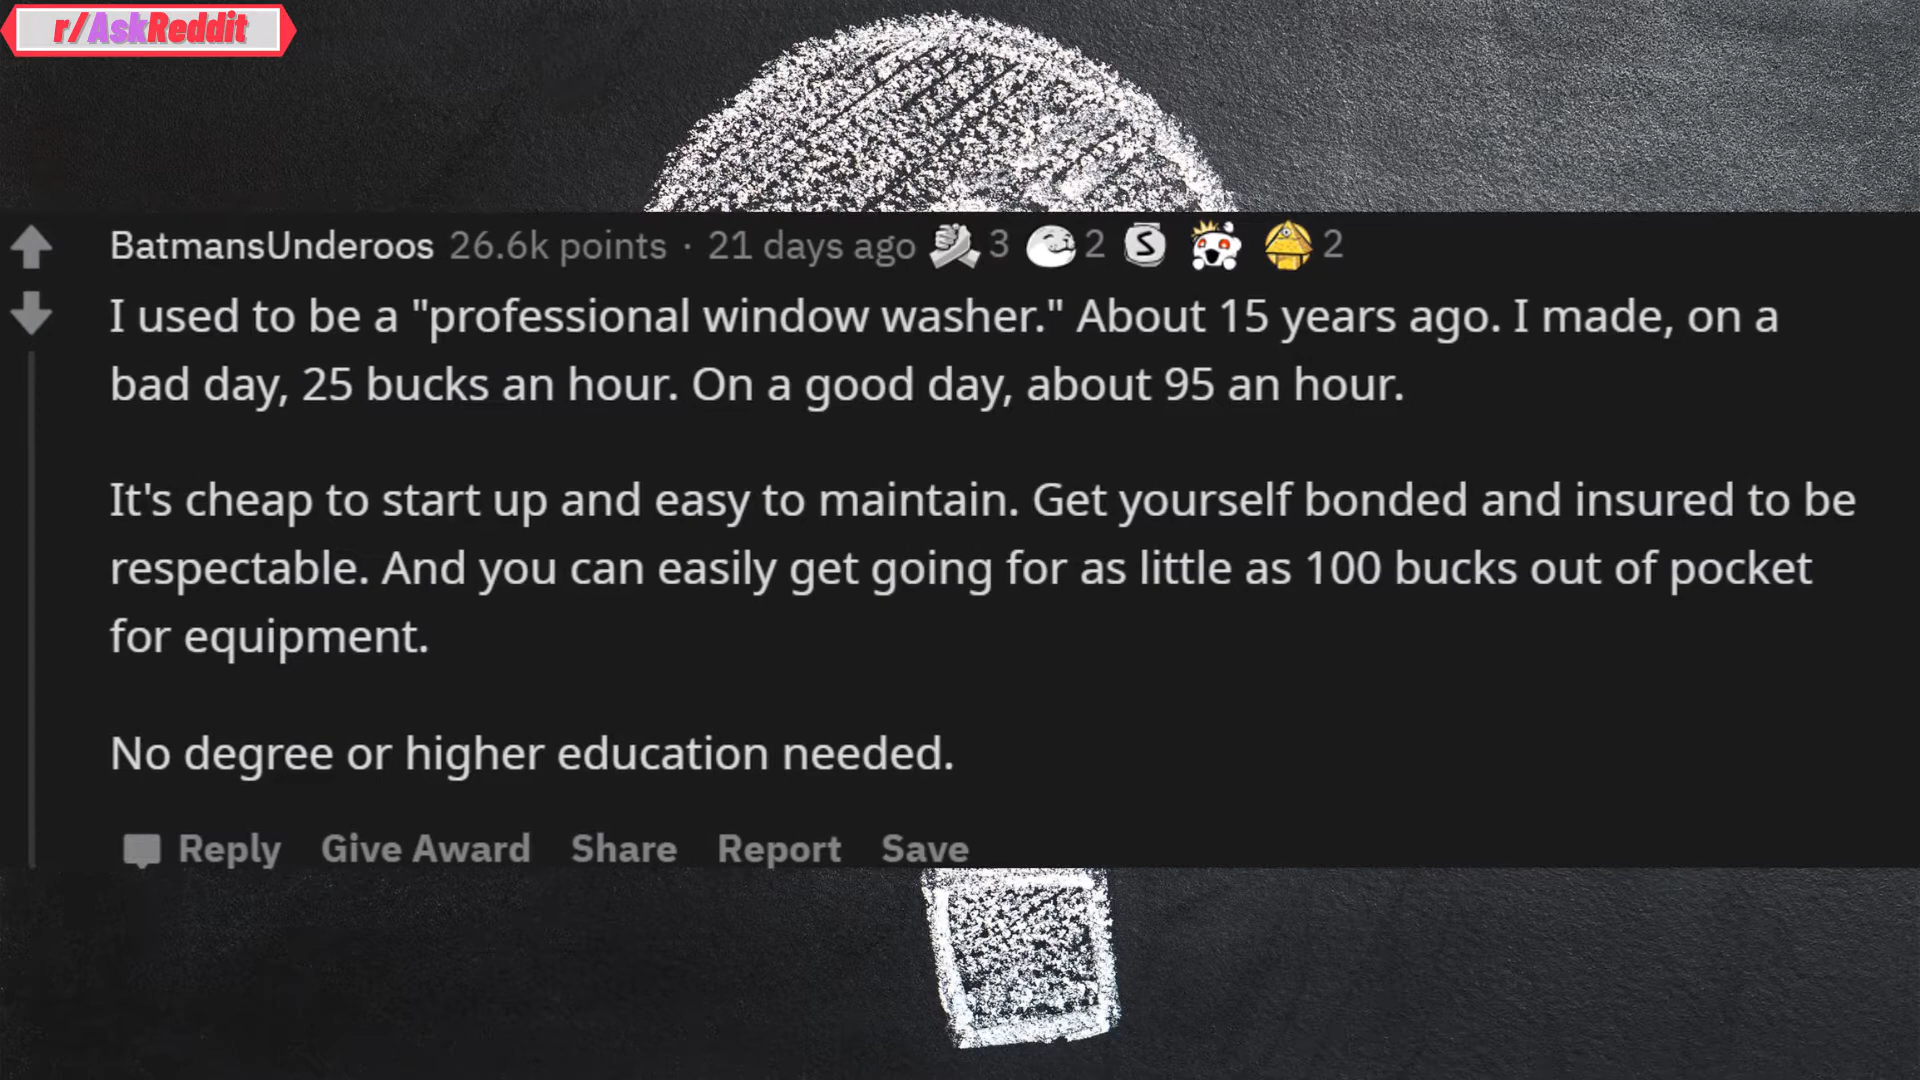 r/AskReddit
BatmansUnderoos 26.6k points · 21 days ago 3 2 S 2
I used to be a "professional window washer." About 15 years ago. I made, on a
bad day, 25 bucks an hour. On a good day, about 95 an hour.
It's cheap to start up and easy to maintain. Get yourself bonded and insured to be
respectable. And you can easily get going for as little as 100 bucks out of pocket
for equipment.
No degree or higher education needed.
Reply Give Award Share Report Save